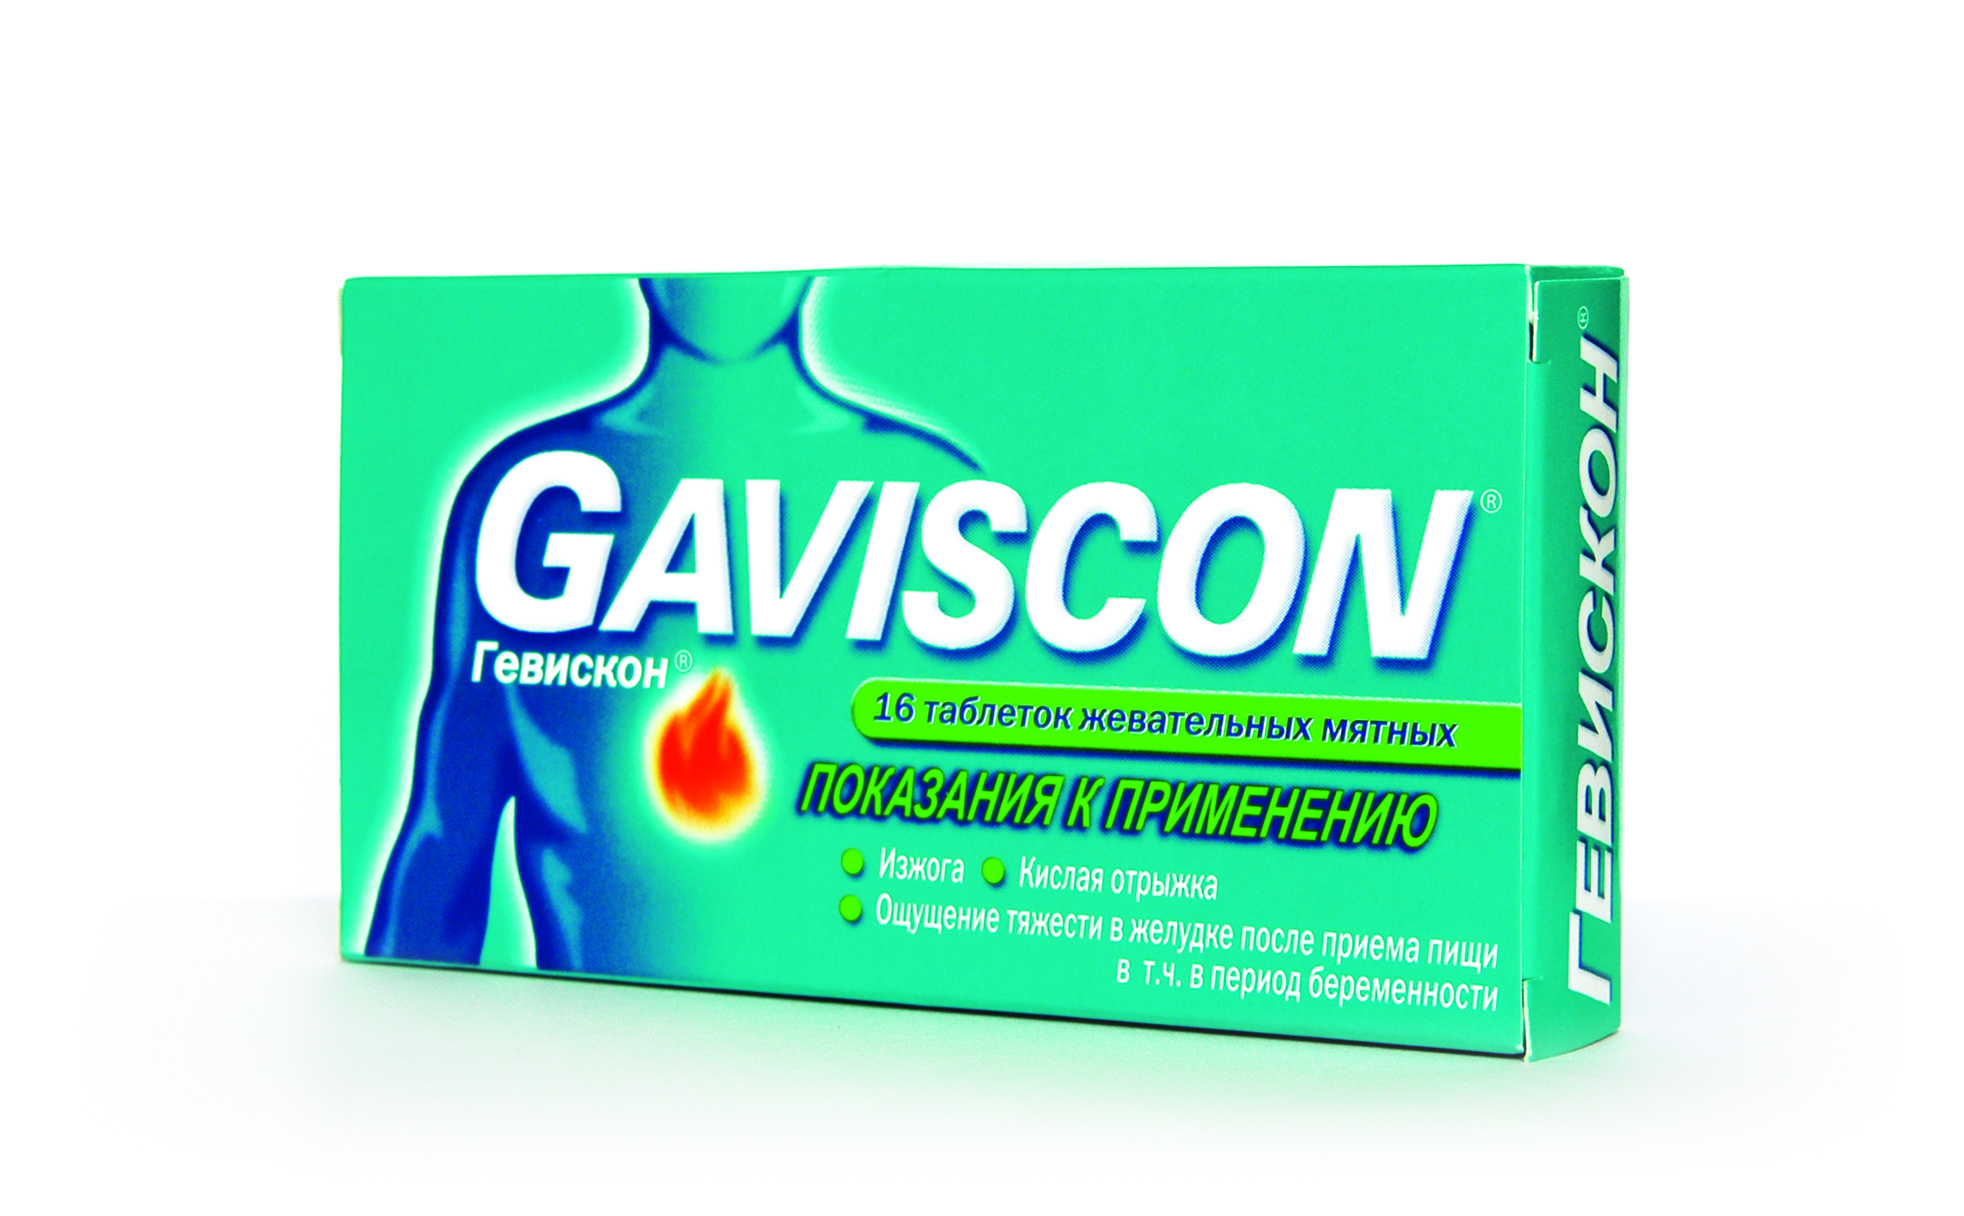 GAVISCON®
Гевискон®
16 таблеток жевательных мятных
ПОКАЗАНИЯ К ПРИМЕНЕНИЮ
Изжога Кислая отрыжка
Ощущение тяжести в желудке после приема пищи
в т.ч. в период беременности
ГЕВИСКОН®